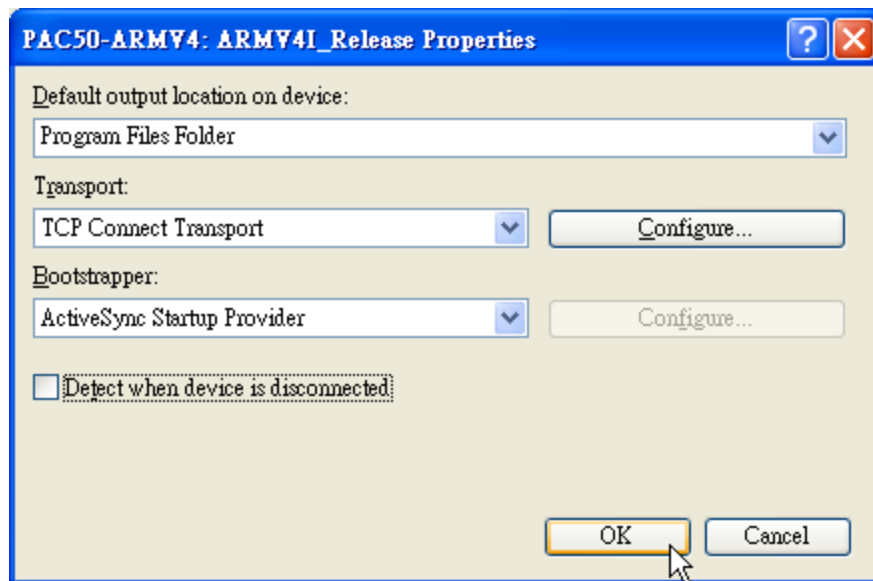 PAC50-ARMV4: ARMV4I_Release Properties
Default output location on device:
Program Files Folder
Transport:
TCP Connect Transport
Configure...
Bootstrapper:
ActiveSync Startup Provider
Configure...
Detect when device is disconnected
OK
Cancel